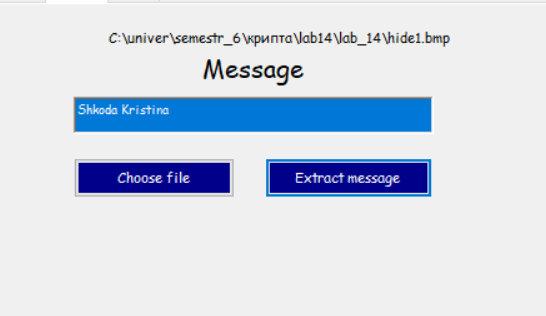 C:\univer\semestr_6\крипта\lab14\lab_14\hide1.bmp
Message
Shkoda Kristina
Choose file
Extract message